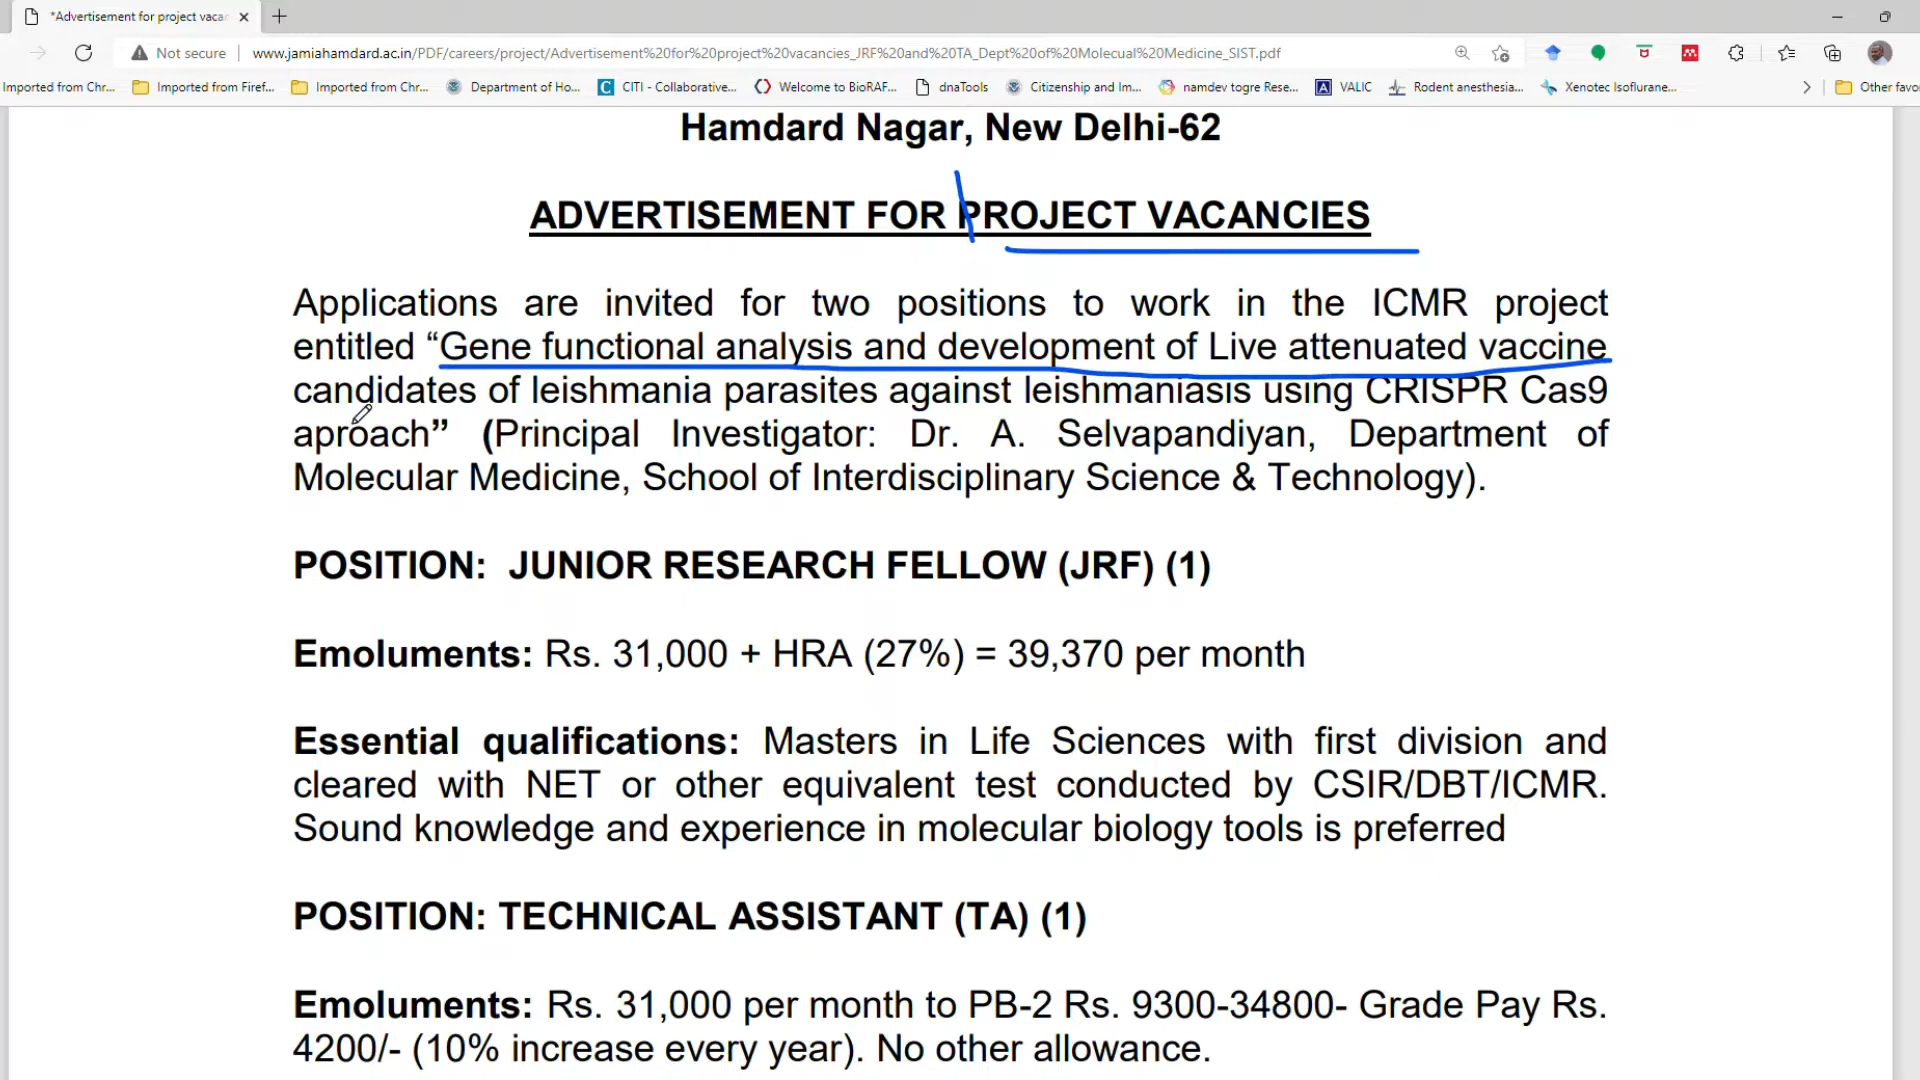 *Advertisement for project vaca
Not secure
www.jamiahamdard.ac.in/PDF/careers/project/Advertisement%20for%20project%20vacancies_JRF%20and%20TA_Dept%20of%20Molecual%20Medicine_SIST.pdf
Imported from Chr... Imported from Firef... Imported from Chr... Department of Ho... CITI - Collaborative... Welcome to BioRAF... dnaTools Citizenship and Im... namdev togre Rese... VALIC Rodent anesthesia... Xenotec Isoflurane... Other favo
Hamdard Nagar, New Delhi-62
ADVERTISEMENT FOR PROJECT VACANCIES
Applications are invited for two positions to work in the ICMR project
entitled “Gene functional analysis and development of Live attenuated vaccine
candidates of leishmania parasites against leishmaniasis using CRISPR Cas9
aproach” (Principal Investigator: Dr. A. Selvapandiyan, Department of
Molecular Medicine, School of Interdisciplinary Science & Technology).
POSITION: JUNIOR RESEARCH FELLOW (JRF) (1)
Emoluments: Rs. 31,000 + HRA (27%) = 39,370 per month
Essential qualifications: Masters in Life Sciences with first division and
cleared with NET or other equivalent test conducted by CSIR/DBT/ICMR.
Sound knowledge and experience in molecular biology tools is preferred
POSITION: TECHNICAL ASSISTANT (TA) (1)
Emoluments: Rs. 31,000 per month to PB-2 Rs. 9300-34800- Grade Pay Rs.
4200/- (10% increase every year). No other allowance.